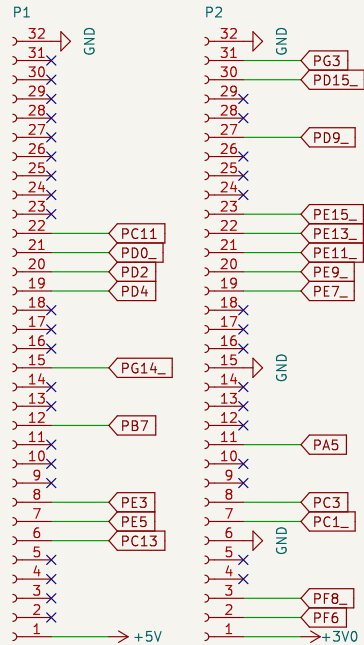 P1 P2
32 GND 32 GND
31 31 PG3
30 30 PD15_
29 29
28 28
27 27 PD9_
26 26
25 25
24 24
23 23 PE15_
22 PC11 22 PE13_
21 PD0_ 21 PE11_
20 PD2 20 PE9_
19 PD4 19 PE7_
18 18
17 17
16 16
15 PG14_ 15 GND
14 14
13 13
12 PB7 12
11 11 PA5
10 10
9 9
8 PE3 8 PC3
7 PE5 7 PC1_
6 PC13 6 GND
5 5
4 4
3 3 PF8_
2 2 PF6
1 +5V 1 +3V0